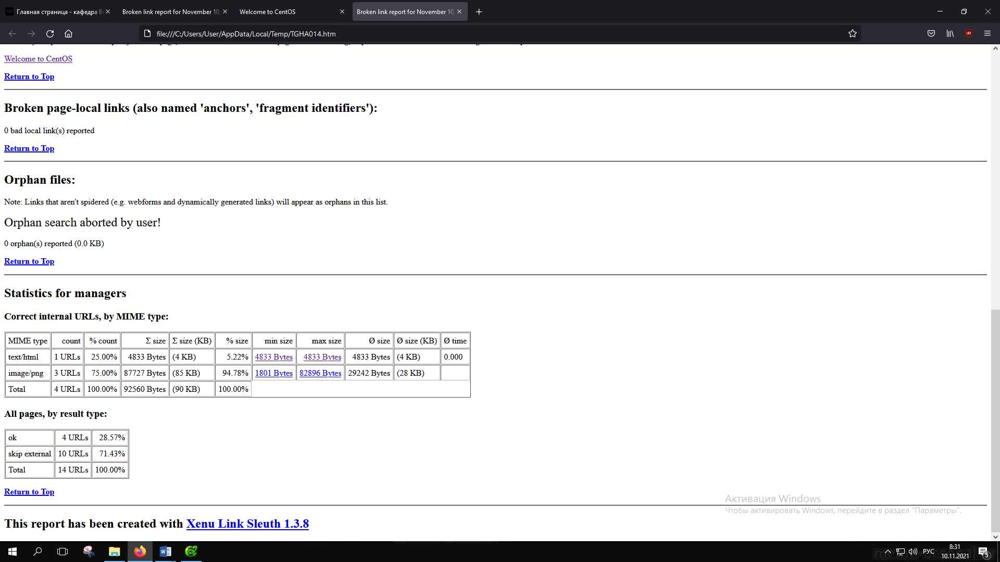 Главная страница - кафедра В
Broken link report for November 10,
Welcome to CentOS
Broken link report for November 10,
file:///C:/Users/User/AppData/Local/Temp/TGHA014.htm
Welcome to CentOS
Return to Top
Broken page-local links (also named 'anchors', 'fragment identifiers'):
0 bad local link(s) reported
Return to Top
Orphan files:
Note: Links that aren't spidered (e.g. webforms and dynamically generated links) will appear as orphans in this list.
Orphan search aborted by user!
0 orphan(s) reported (0.0 KB)
Return to Top
Statistics for managers
Correct internal URLs, by MIME type:
MIME type count % count Σ size Σ size (KB) % size min size max size Ø size Ø size (KB) Ø time
text/html 1 URLs 25.00% 4833 Bytes (4 KB) 5.22% 4833 Bytes 4833 Bytes 4833 Bytes (4 KB) 0.000
image/png 3 URLs 75.00% 87727 Bytes (85 KB) 94.78% 1801 Bytes 82896 Bytes 29242 Bytes (28 KB)
Total 4 URLs 100.00% 92560 Bytes (90 KB) 100.00%
All pages, by result type:
ok 4 URLs 28.57%
skip external 10 URLs 71.43%
Total 14 URLs 100.00%
Return to Top
Активация Windows
Чтобы активировать Windows, перейдите в раздел "Параметры".
This report has been created with Xenu Link Sleuth 1.3.8
РУС
8:31
10.11.2021
5